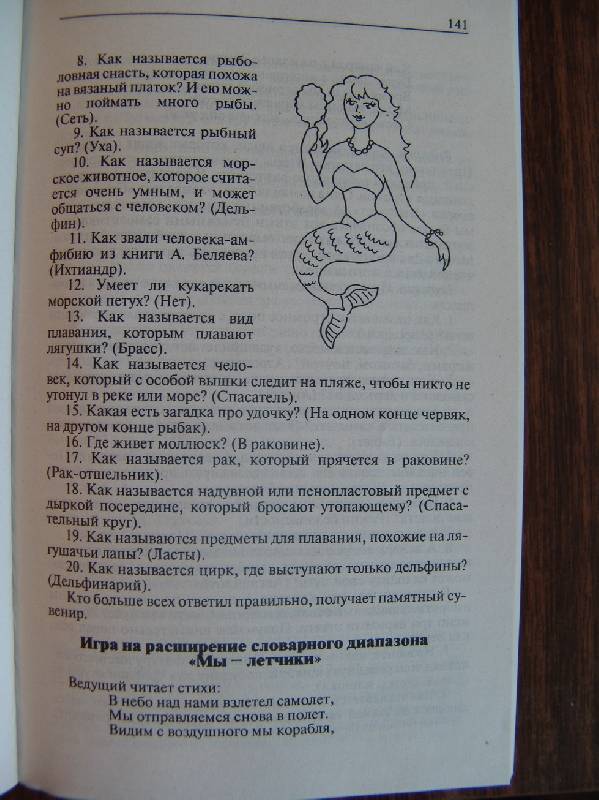 141
8. Как называется рыбо-
ловная снасть, которая похожа
на вязаный платок? И ею мож-
но поймать много рыбы.
(Сеть).
9. Как называется рыбный
суп? (Уха).
10. Как называется мор-
ское животное, которое счита-
ется очень умным, и может
общаться с человеком? (Дель-
фин).
11. Как звали человека-ам-
фибию из книги А. Беляева?
(Ихтиандр).
12. Умеет ли кукарекать
морской петух? (Нет).
13. Как называется вид
плавания, которым плавают
лягушки? (Брасс).
14. Как называется чело-
век, который с особой вышки следит на пляже, чтобы никто не
утонул в реке или море? (Спасатель).
15. Какая есть загадка про удочку? (На одном конце червяк,
на другом конце рыбак).
16. Где живет моллюск? (В раковине).
17. Как называется рак, который прячется в раковине?
(Рак-отшельник).
18. Как называется надувной или пенопластовый предмет с
дыркой посередине, который бросают утопающему? (Спаса-
тельный круг).
19. Как называются предметы для плавания, похожие на ля-
гушачьи лапы? (Ласты).
20. Как называется цирк, где выступают только дельфины?
(Дельфинарий).
Кто больше всех ответил правильно, получает памятный су-
венир.
Игра на расширение словарного диапазона
«Мы – летчики»
Ведущий читает стихи:
В небо над нами взлетел самолет,
Мы отправляемся снова в полет.
Видим с воздушного мы корабля,